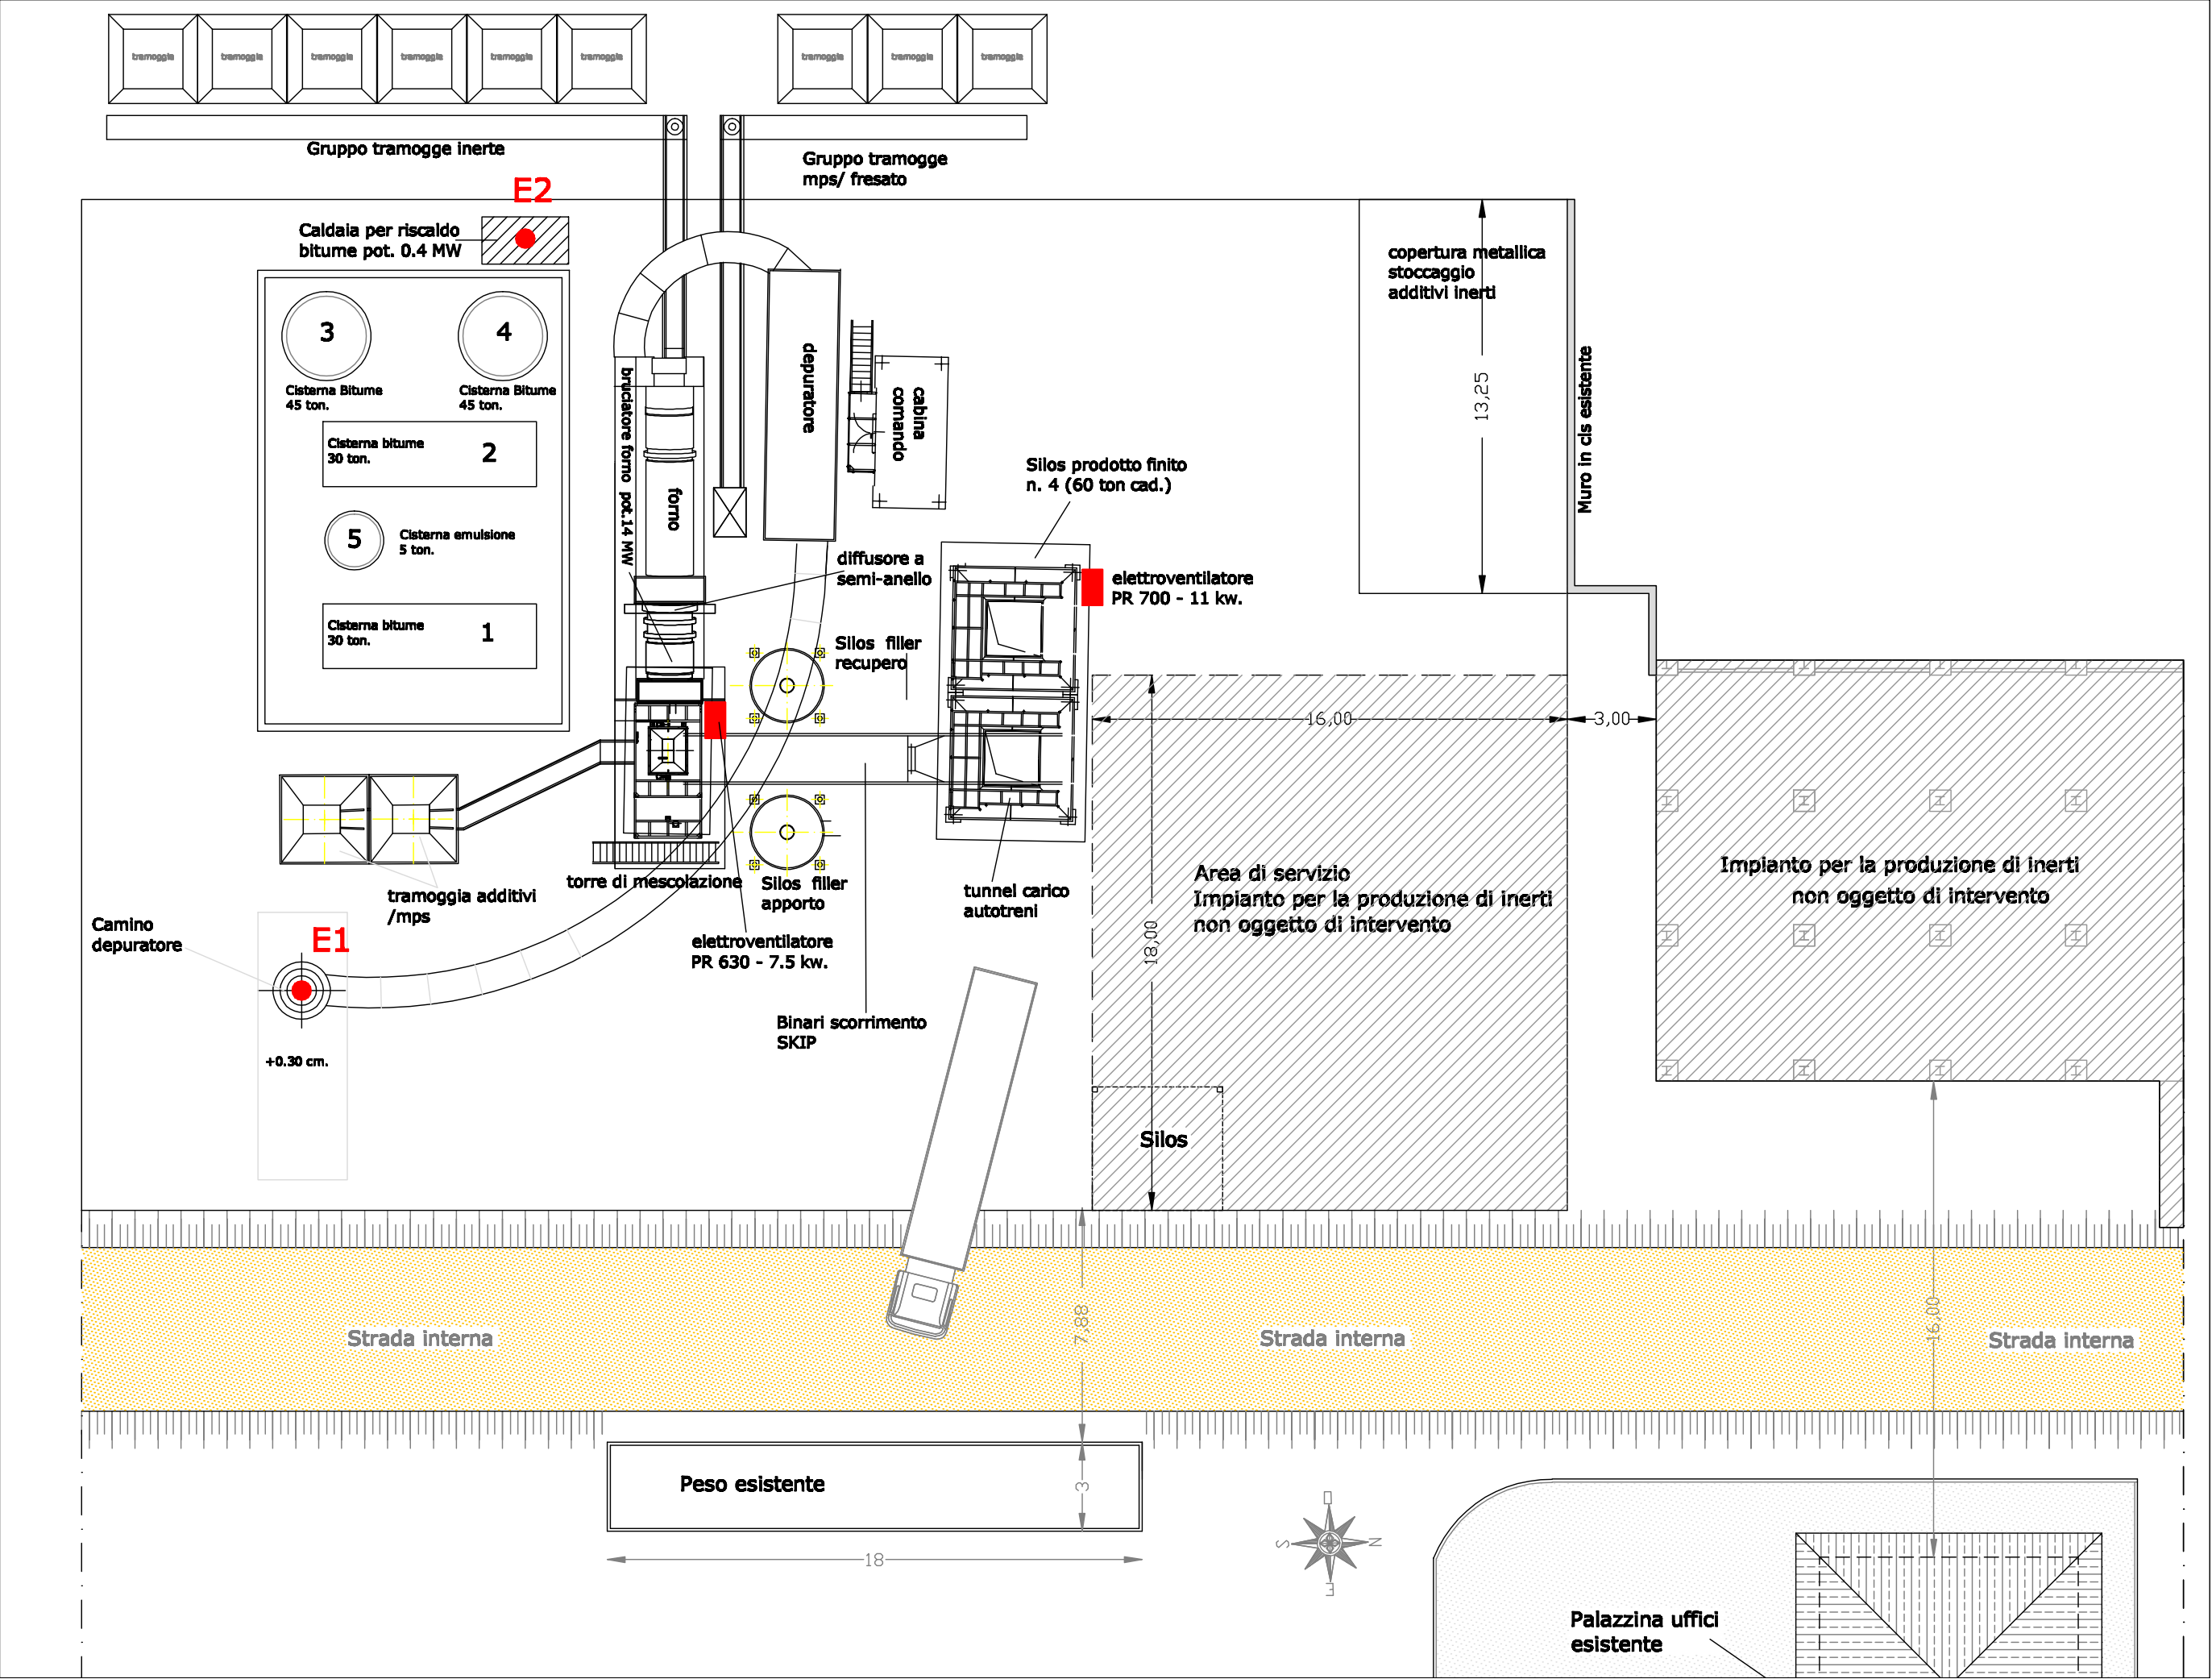 tramoggia
tramoggia
tramoggia
tramoggia
tramoggia
tramoggia
tramoggia
tramoggia
tramoggia
Gruppo tramogge inerte
Gruppo tramogge
mps/ fresato
E2
Caldaia per riscaldo
bitume pot. 0.4 MW
copertura metallica
stoccaggio
additivi inerti
13,25
Muro in cls esistente
3
4
Cisterna Bitume
45 ton.
Cisterna Bitume
45 ton.
Cisterna bitume
30 ton.
2
5
Cisterna emulsione
5 ton.
Cisterna bitume
30 ton.
1
bruciatore forno pot.14 MW
forno
depuratore
cabina
comando
Silos prodotto finito
n. 4 (60 ton cad.)
diffusore a
semi-anello
elettroventilatore
PR 700 - 11 kw.
Silos filler
recupero
16,00
3,00
tramoggia additivi
/mps
torre di mescolazione
Silos filler
apporto
tunnel carico
autotreni
Area di servizio
Impianto per la produzione di inerti
non oggetto di intervento
Impianto per la produzione di inerti
non oggetto di intervento
Camino
depuratore
E1
elettroventilatore
PR 630 - 7.5 kw.
18,00
Binari scorrimento
SKIP
+0.30 cm.
Silos
Strada interna
7,88
Strada interna
16,00
Strada interna
Peso esistente
3
18
O
S
N
E
Palazzina uffici
esistente